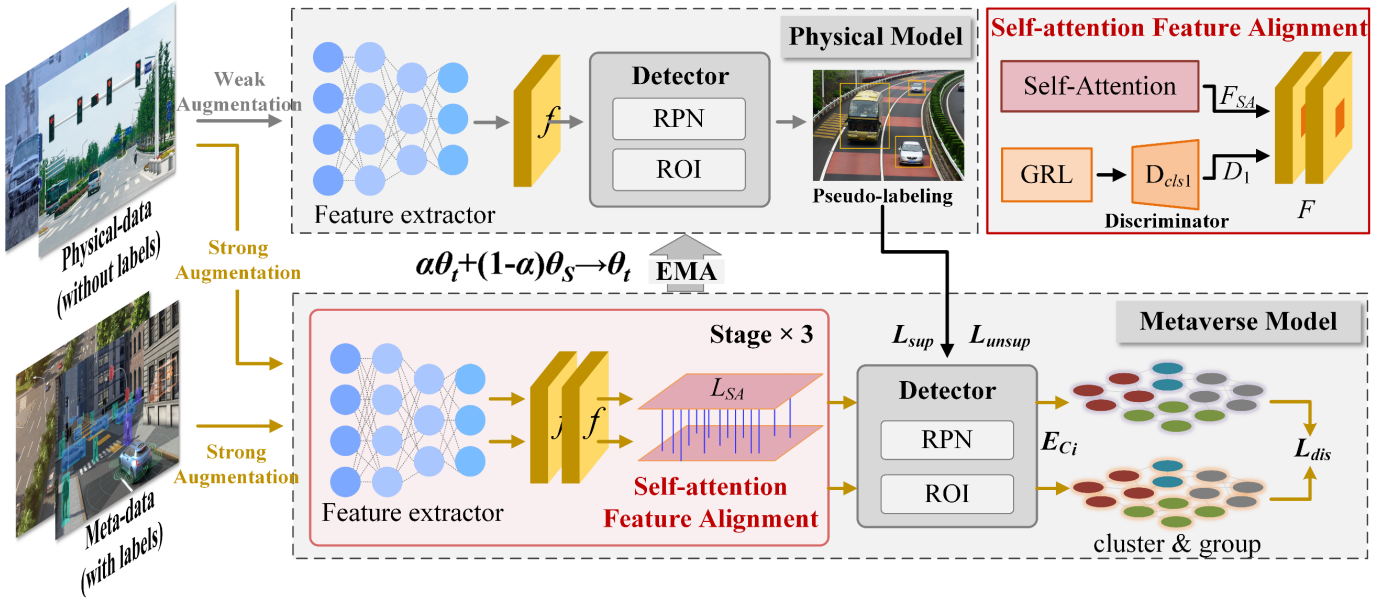 Physical Model
Self-attention Feature Alignment
Weak
Augmentation
f
Detector
RPN
ROI
Feature extractor
Pseudo-labeling
Self-Attention
F_SA
GRL
D_cls1
D_1
Discriminator
F
Physical-data
(without labels)
Strong
Augmentation
αθ_t+(1-α)θ_S→θ_t
EMA
Metaverse Model
Stage × 3
L_sup
L_unsup
f
f
L_SA
Self-attention
Feature Alignment
Feature extractor
Detector
RPN
ROI
E_Ci
L_dis
cluster & group
Strong
Augmentation
Meta-data
(with labels)